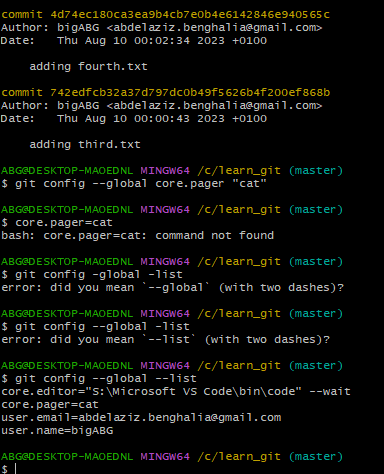 commit 4d74ec180ca3ea9b4cb7e0b4e6142846e940565c
Author: bigABG <abdelaziz.benghalia@gmail.com>
Date:   Thu Aug 10 00:02:34 2023 +0100
    adding fourth.txt
commit 742edfcb32a37d797dc0b49f5626b4f200ef868b
Author: bigABG <abdelaziz.benghalia@gmail.com>
Date:   Thu Aug 10 00:00:43 2023 +0100
    adding third.txt
ABG@DESKTOP-MAOEDNL MINGW64 /c/learn_git (master)
$ git config --global core.pager "cat"
ABG@DESKTOP-MAOEDNL MINGW64 /c/learn_git (master)
$ core.pager=cat
bash: core.pager=cat: command not found
ABG@DESKTOP-MAOEDNL MINGW64 /c/learn_git (master)
$ git config -global -list
error: did you mean `--global` (with two dashes)?
ABG@DESKTOP-MAOEDNL MINGW64 /c/learn_git (master)
$ git config --global -list
error: did you mean `--list` (with two dashes)?
ABG@DESKTOP-MAOEDNL MINGW64 /c/learn_git (master)
$ git config --global --list
core.editor="S:\Microsoft VS Code\bin\code" --wait
core.pager=cat
user.email=abdelaziz.benghalia@gmail.com
user.name=bigABG
ABG@DESKTOP-MAOEDNL MINGW64 /c/learn_git (master)
$